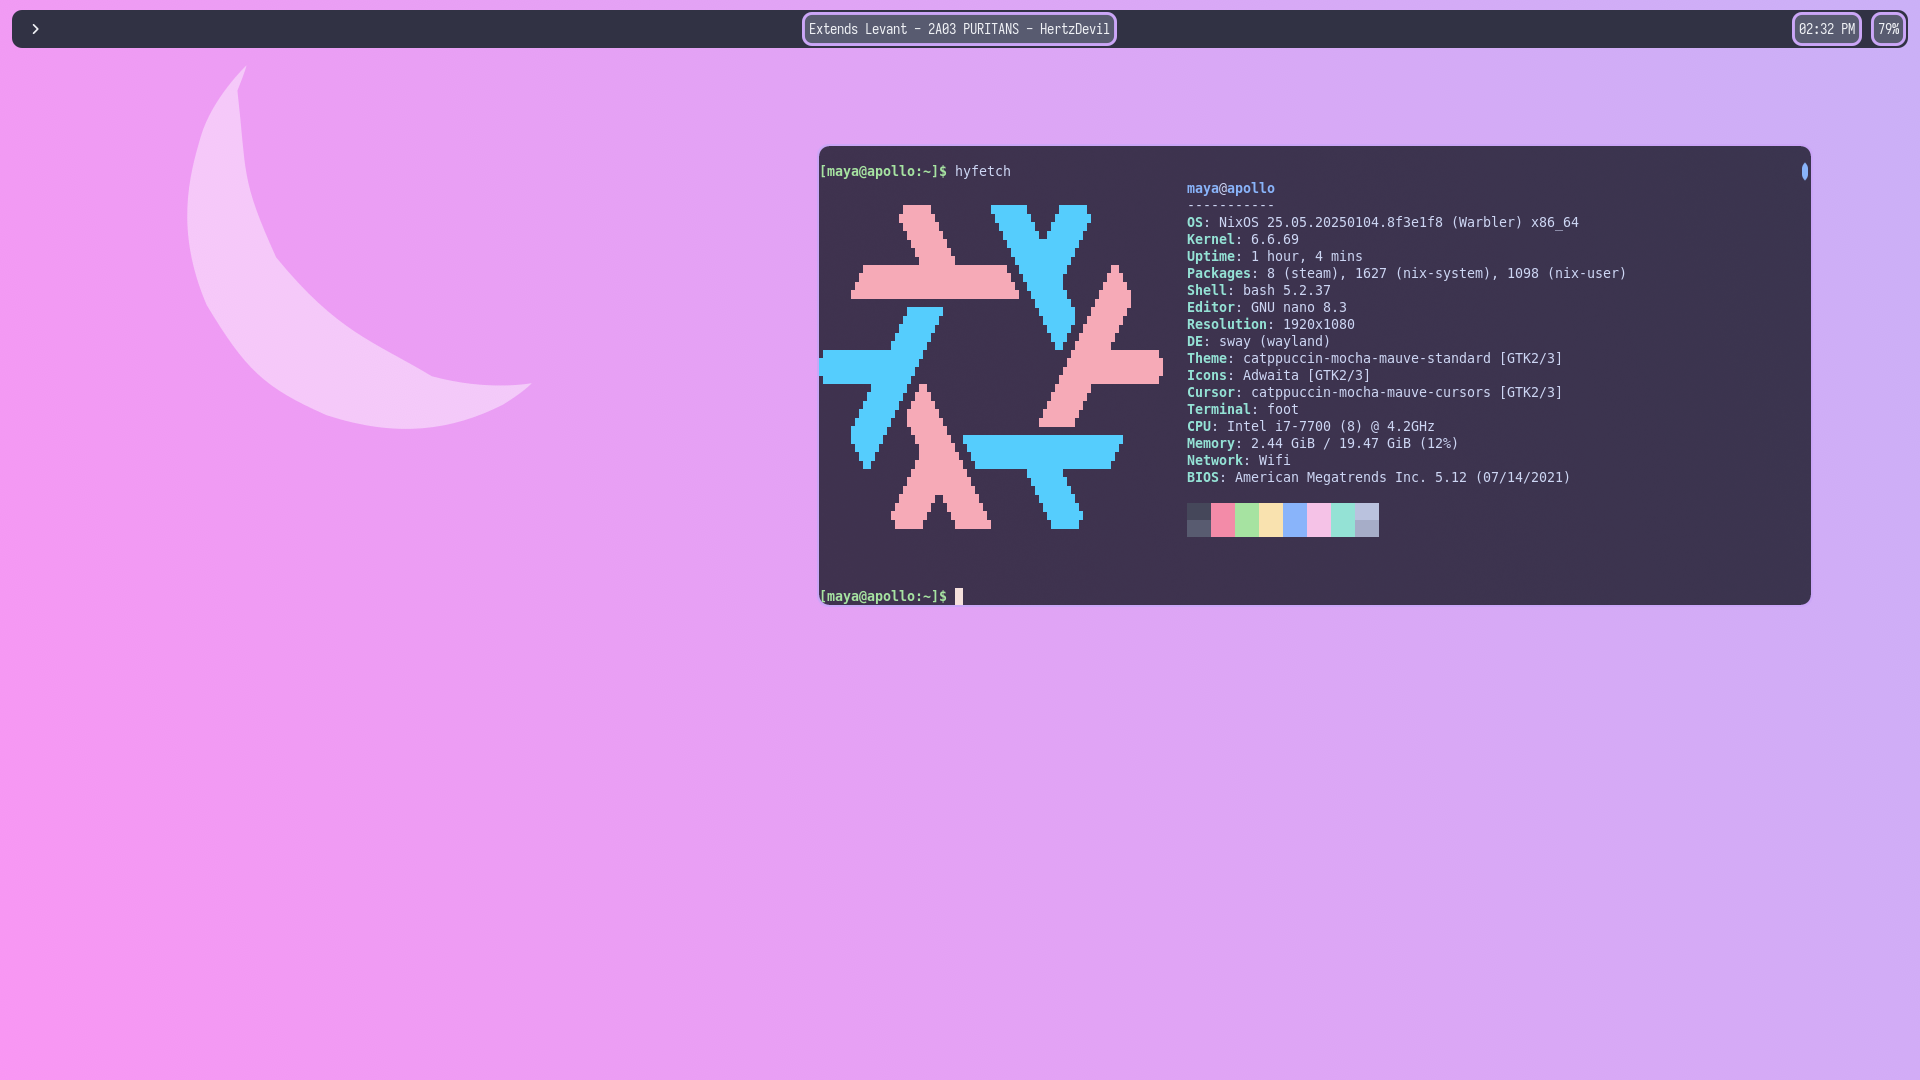 Extends Levant - 2A03 PURITANS - HertzDevil
02:32 PM
79%
[maya@apollo:~]$ hyfetch
maya@apollo
-----------
OS: NixOS 25.05.20250104.8f3e1f8 (Warbler) x86_64
Kernel: 6.6.69
Uptime: 1 hour, 4 mins
Packages: 8 (steam), 1627 (nix-system), 1098 (nix-user)
Shell: bash 5.2.37
Editor: GNU nano 8.3
Resolution: 1920x1080
DE: sway (wayland)
Theme: catppuccin-mocha-mauve-standard [GTK2/3]
Icons: Adwaita [GTK2/3]
Cursor: catppuccin-mocha-mauve-cursors [GTK2/3]
Terminal: foot
CPU: Intel i7-7700 (8) @ 4.2GHz
Memory: 2.44 GiB / 19.47 GiB (12%)
Network: Wifi
BIOS: American Megatrends Inc. 5.12 (07/14/2021)
[maya@apollo:~]$